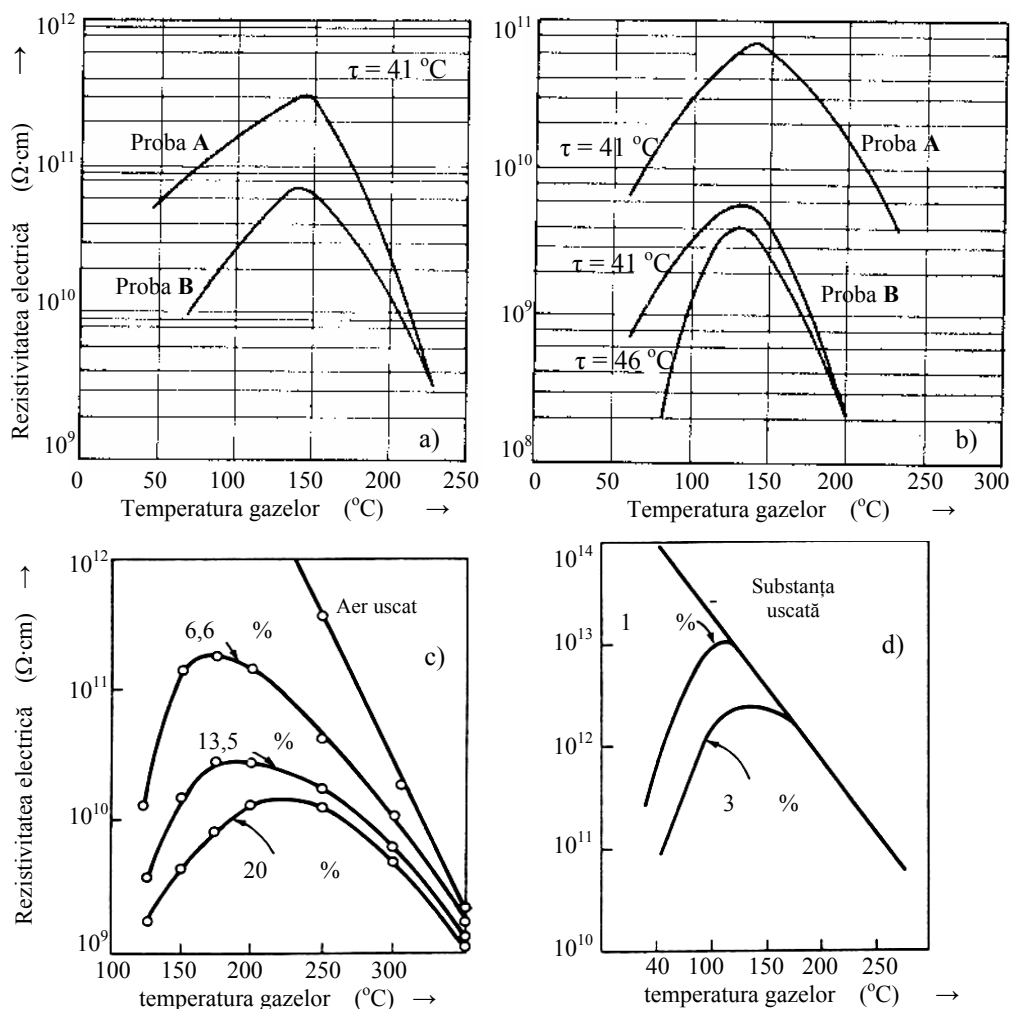 Rezistivitatea electrică (Ω·cm) →
10¹²
10¹¹
10¹⁰
10⁹
τ = 41 °C
Proba A
Proba B
a)
0 50 100 150 200 250
Temperatura gazelor (°C) →
10¹¹
10¹⁰
10⁹
10⁸
τ = 41 °C
Proba A
τ = 41 °C
Proba B
τ = 46 °C
b)
0 50 100 150 200 250 300
Temperatura gazelor (°C) →
Rezistivitatea electrică (Ω·cm) →
10¹²
10¹¹
10¹⁰
10⁹
Aer uscat
6,6 %
c)
13,5 %
20 %
100 150 200 250 300
temperatura gazelor (°C) →
10¹⁴
10¹³
10¹²
10¹¹
10¹⁰
Substanța
uscată
1 %
d)
3 %
40 100 150 200 250
temperatura gazelor (°C) →